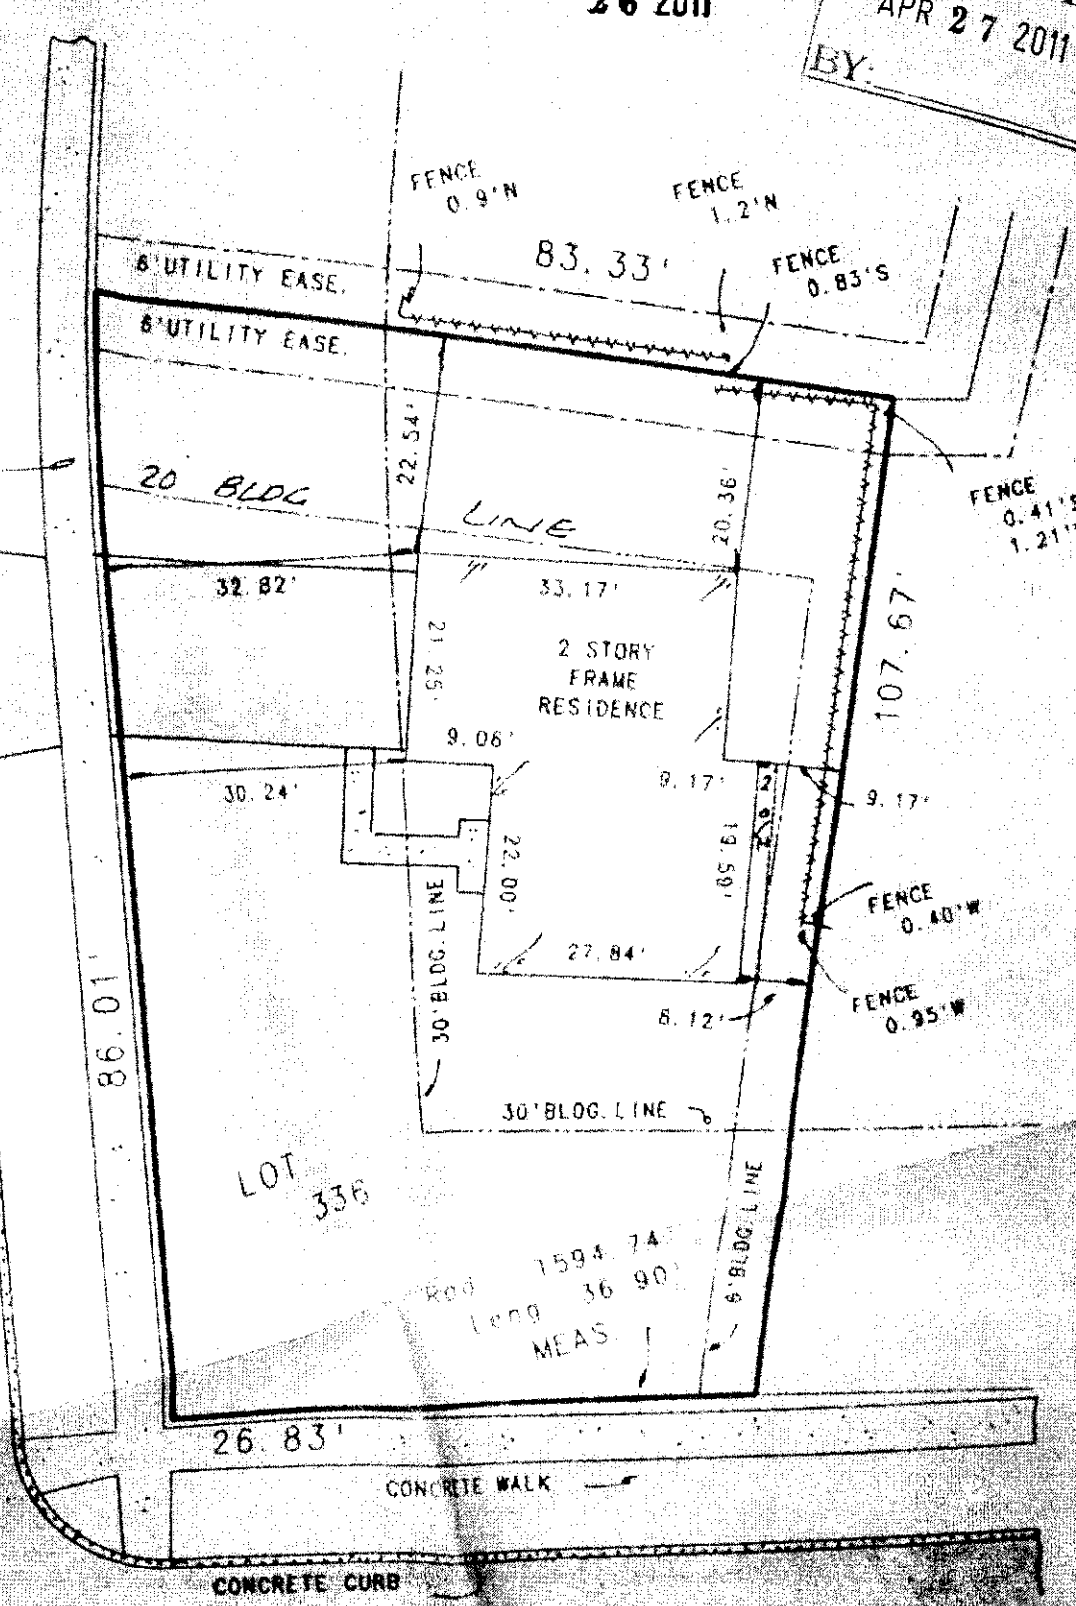 26 2011
APR 27 2011
BY:
FENCE
0.9'N
FENCE
1.2'N
83.33'
FENCE
0.83'S
6'UTILITY EASE.
6'UTILITY EASE.
22.54'
20.36'
20 BLDG LINE
FENCE
0.41'S
1.21'
32.82'
33.17'
107.67'
21.25'
2 STORY
FRAME
RESIDENCE
9.06'
30.24'
9.17'
9.17'
22.00'
19.59'
FENCE
0.40'W
30'BLDG.LINE
27.84'
FENCE
0.95'W
8.12'
86.01'
30'BLDG.LINE
LOT
336
6'BLDG.LINE
Rad 1594.74'
Leng 36.90'
MEAS.
26.83'
CONCRETE WALK
CONCRETE CURB